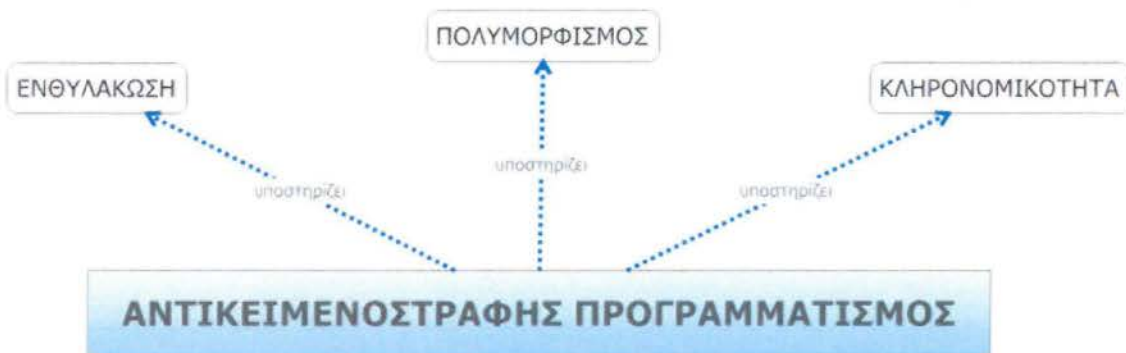 ΠΟΛΥΜΟΡΦΙΣΜΟΣ
ΕΝΘΥΛΑΚΩΣΗ
ΚΛΗΡΟΝΟΜΙΚΟΤΗΤΑ
υποστηρίζει
υποστηρίζει
υποστηρίζει
ΑΝΤΙΚΕΙΜΕΝΟΣΤΡΑΦΗΣ ΠΡΟΓΡΑΜΜΑΤΙΣΜΟΣ